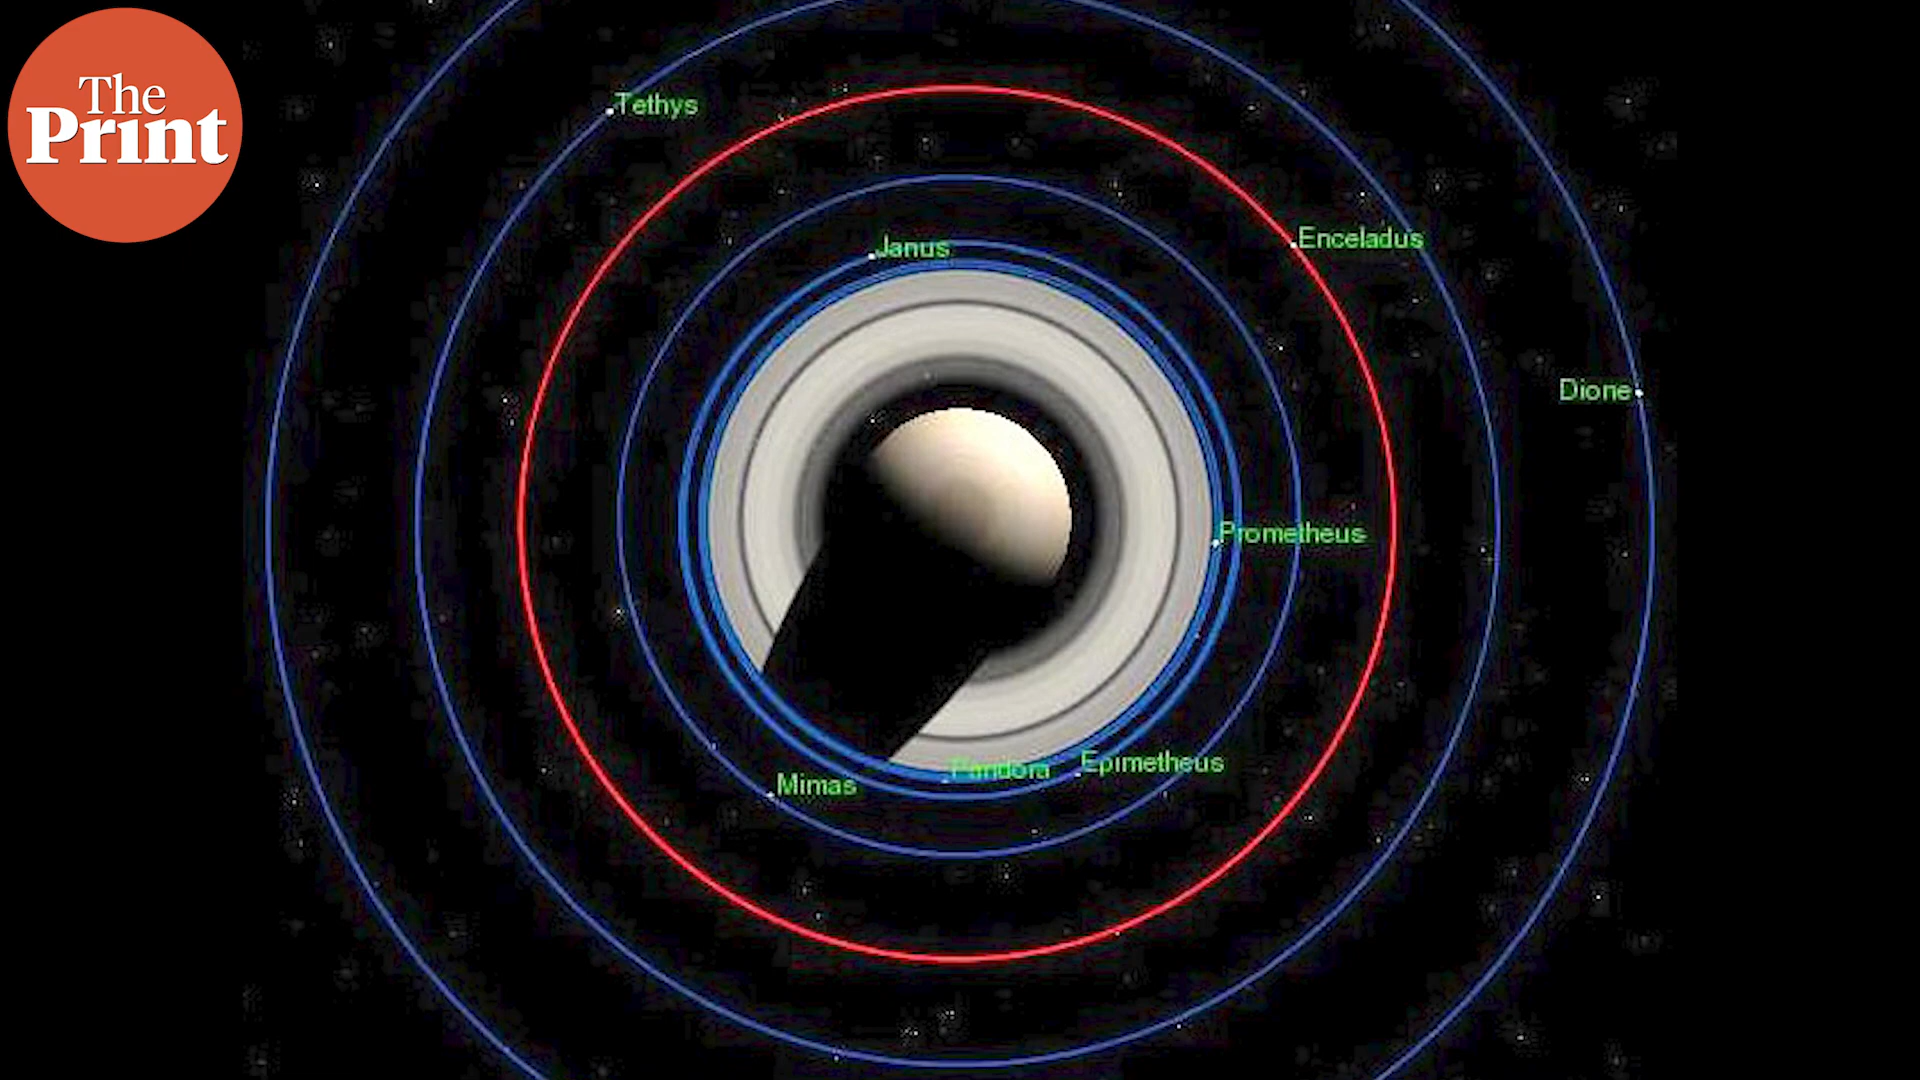 The
Print
Tethys
Janus
Enceladus
Dione
Prometheus
Pandora
Epimetheus
Mimas